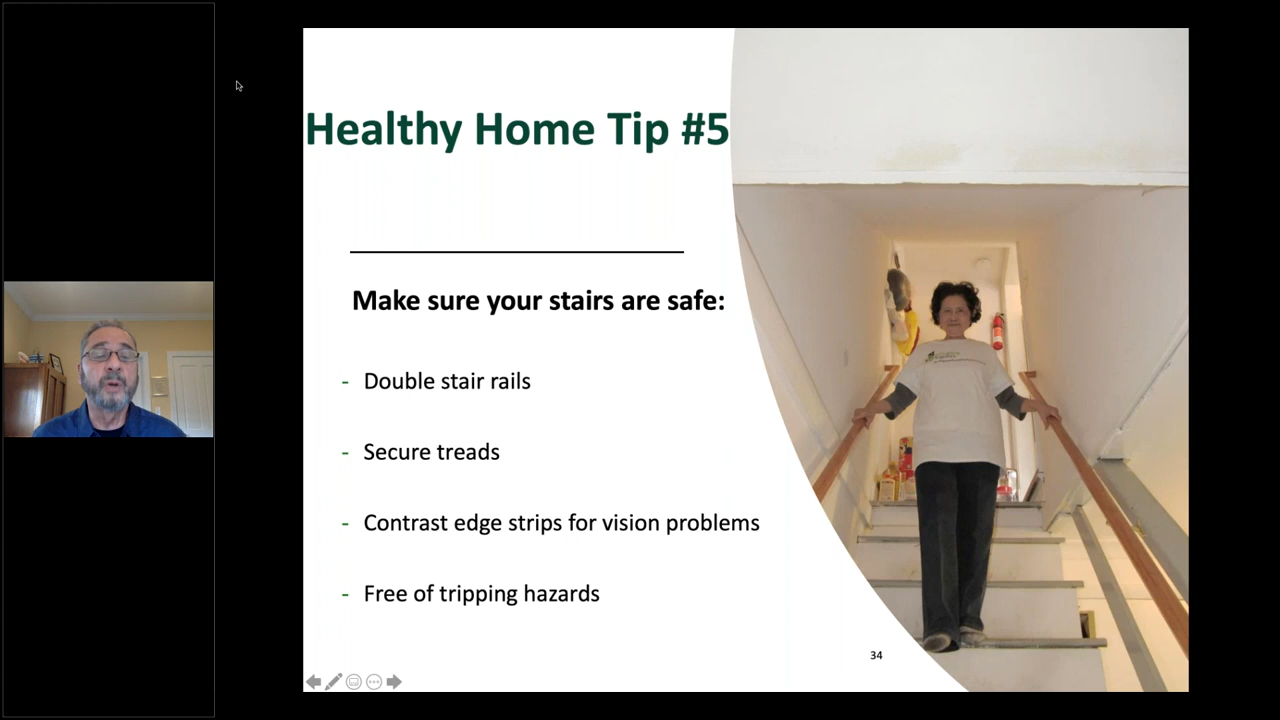 Healthy Home Tip #5
Make sure your stairs are safe:
- Double stair rails
- Secure treads
- Contrast edge strips for vision problems
- Free of tripping hazards
34